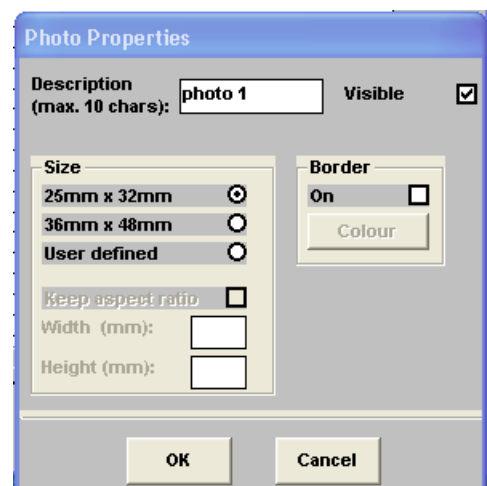 Photo Properties
Description
(max. 10 chars):
photo 1
Visible
Size
25mm x 32mm
36mm x 48mm
User defined
Keep aspect ratio
Width (mm):
Height (mm):
Border
On
Colour
OK
Cancel